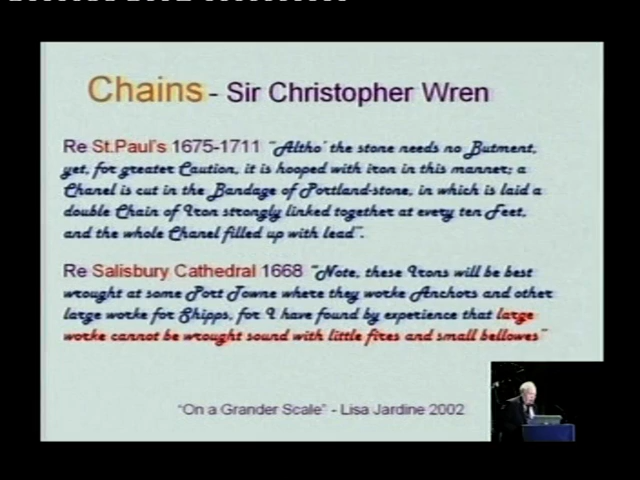 Chains - Sir Christopher Wren
Re St.Paul's 1675-1711 "Altho' the stone needs no Butment,
yet, for greater Caution, it is hooped with iron in this manner; a
Chanel is cut in the Bandage of Portland-stone, in which is laid a
double Chain of Iron strongly linked together at every ten Feet,
and the whole Chanel filled up with lead".
Re Salisbury Cathedral 1668 "Note, these Irons will be best
wrought at some Port Towne where they worke Anchors and other
large worke for Shipps, for I have found by experience that large
worke cannot be wrought sound with little fires and small bellowes"
"On a Grander Scale" - Lisa Jardine 2002